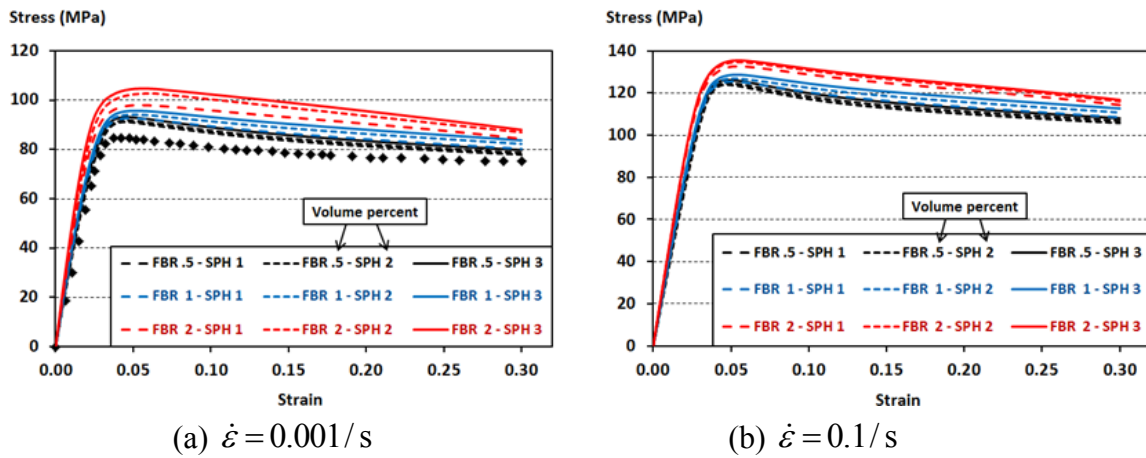 Stress (MPa)
120
100
80
60
40
20
0
Volume percent
FBR .5 - SPH 1 FBR .5 - SPH 2 FBR .5 - SPH 3
FBR 1 - SPH 1 FBR 1 - SPH 2 FBR 1 - SPH 3
FBR 2 - SPH 1 FBR 2 - SPH 2 FBR 2 - SPH 3
0.00 0.05 0.10 0.15 0.20 0.25 0.30
Strain
(a) ε̇ = 0.001/s
Stress (MPa)
140
120
100
80
60
40
20
0
Volume percent
FBR .5 - SPH 1 FBR .5 - SPH 2 FBR .5 - SPH 3
FBR 1 - SPH 1 FBR 1 - SPH 2 FBR 1 - SPH 3
FBR 2 - SPH 1 FBR 2 - SPH 2 FBR 2 - SPH 3
0.00 0.05 0.10 0.15 0.20 0.25 0.30
Strain
(b) ε̇ = 0.1/s